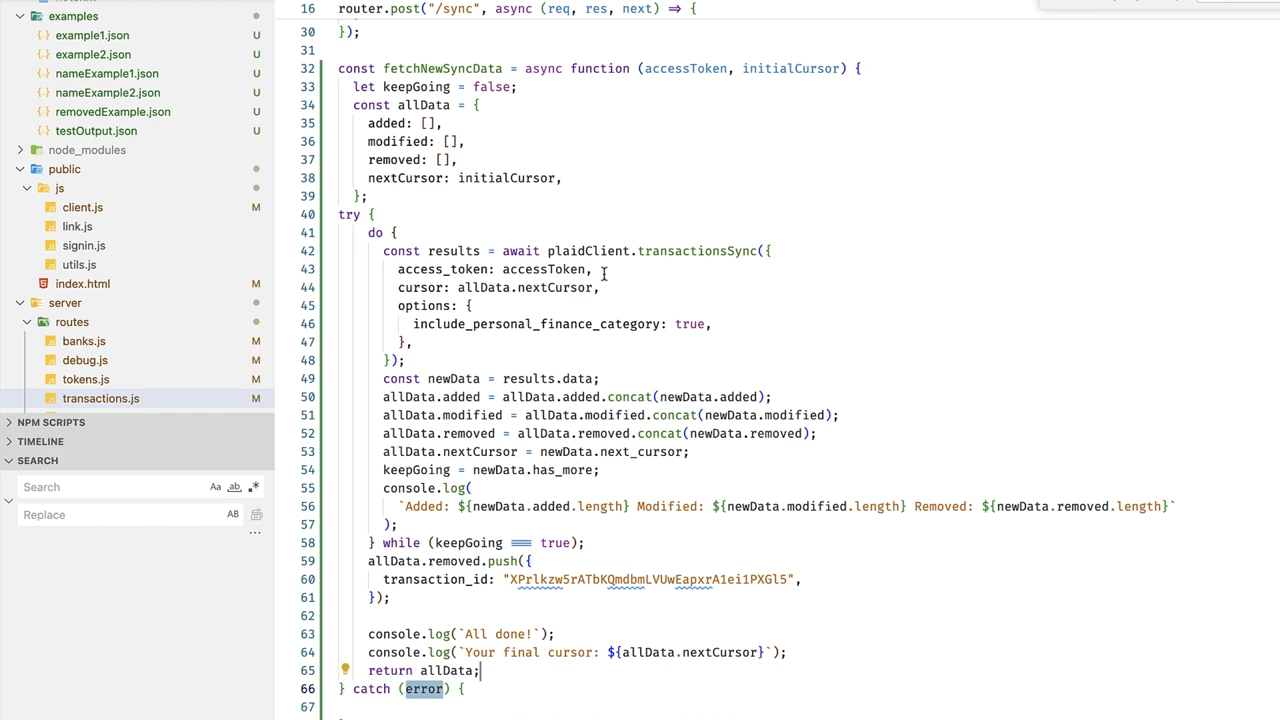 examples
example1.json U
example2.json U
nameExample1.json U
nameExample2.json U
removedExample.json U
testOutput.json U
node_modules
public
js
client.js M
link.js
signin.js
utils.js
index.html M
server
routes
banks.js M
debug.js M
tokens.js M
transactions.js M
NPM SCRIPTS
TIMELINE
SEARCH
Search Aa ab
Replace AB
16 router.post("/sync", async (req, res, next) => {
30 });
31
32 const fetchNewSyncData = async function (accessToken, initialCursor) {
33 let keepGoing = false;
34 const allData = {
35 added: [],
36 modified: [],
37 removed: [],
38 nextCursor: initialCursor,
39 };
40 try {
41 do {
42 const results = await plaidClient.transactionsSync({
43 access_token: accessToken,
44 cursor: allData.nextCursor,
45 options: {
46 include_personal_finance_category: true,
47 },
48 });
49 const newData = results.data;
50 allData.added = allData.added.concat(newData.added);
51 allData.modified = allData.modified.concat(newData.modified);
52 allData.removed = allData.removed.concat(newData.removed);
53 allData.nextCursor = newData.next_cursor;
54 keepGoing = newData.has_more;
55 console.log(
56 `Added: ${newData.added.length} Modified: ${newData.modified.length} Removed: ${newData.removed.length}`
57 );
58 } while (keepGoing === true);
59 allData.removed.push({
60 transaction_id: "XPrlkzw5rATbKQmdbmLVUwEapxrA1ei1PXGl5",
61 });
62
63 console.log(`All done!`);
64 console.log(`Your final cursor: ${allData.nextCursor}`);
65 return allData;
66 } catch (error) {
67